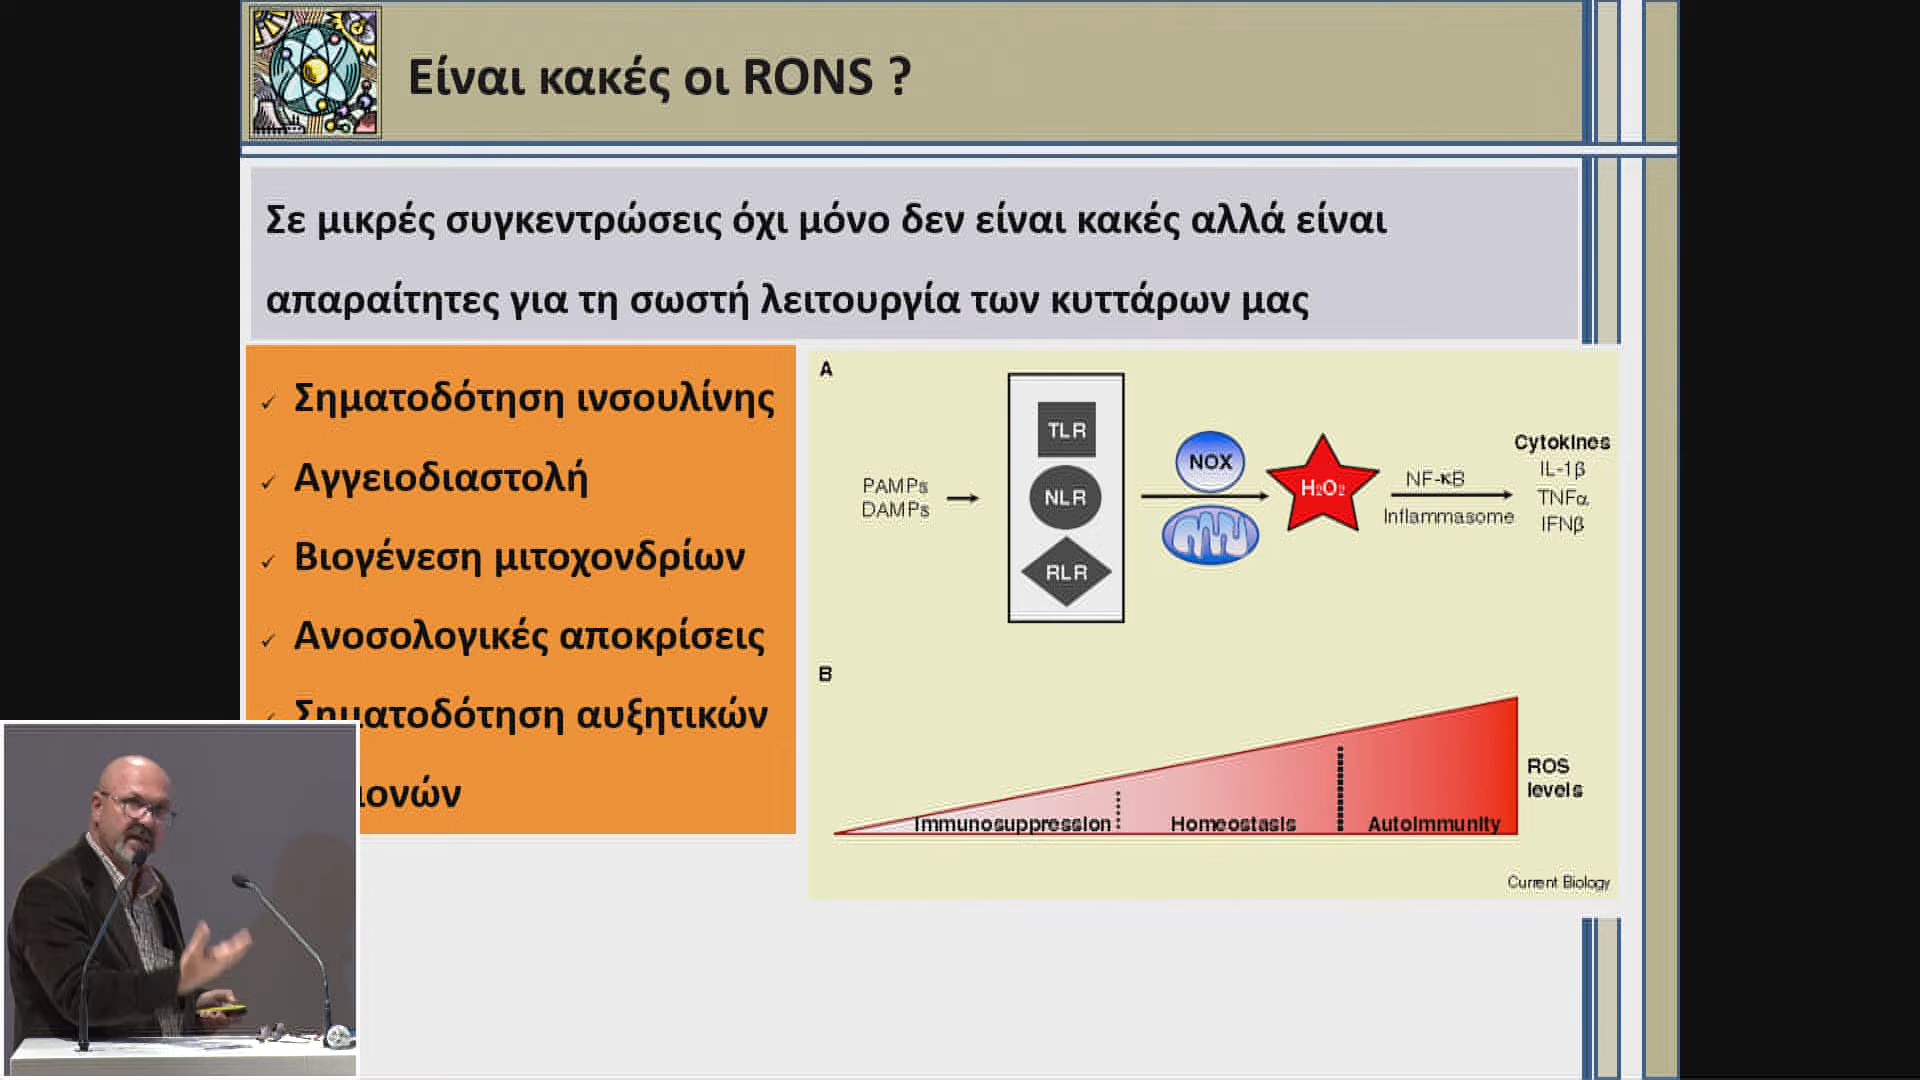 Είναι κακές οι RONS ?
Σε μικρές συγκεντρώσεις όχι μόνο δεν είναι κακές αλλά είναι
απαραίτητες για τη σωστή λειτουργία των κυττάρων μας
✓ Σηματοδότηση ινσουλίνης
✓ Αγγειοδιαστολή
✓ Βιογένεση μιτοχονδρίων
✓ Ανοσολογικές αποκρίσεις
✓ Σηματοδότηση αυξητικών
A
PAMPs
DAMPs
TLR
NLR
RLR
NOX
H₂O₂
NF-κB
Inflammasome
Cytokines
IL-1β
TNFα
IFNβ
B
Immunosuppression
Homeostasis
Autoimmunity
ROS
levels
Current Biology